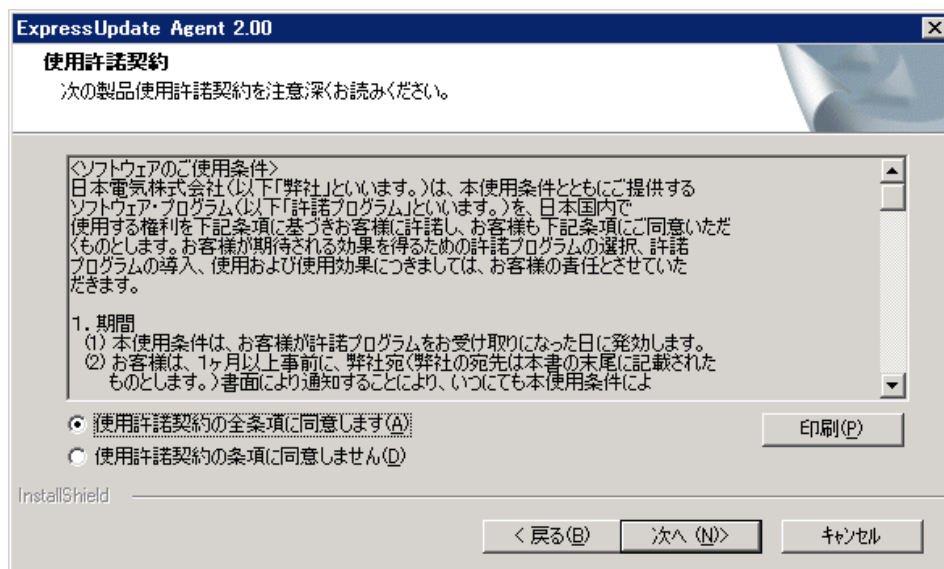 ExpressUpdate Agent 2.00
使用許諾契約
次の製品使用許諾契約を注意深くお読みください。
<ソフトウェアのご使用条件>
日本電気株式会社(以下「弊社」といいます。)は、本使用条件とともにご提供する
ソフトウェア・プログラム(以下「許諾プログラム」といいます。)を、日本国内で
使用する権利を下記条項に基づきお客様に許諾し、お客様も下記条項にご同意いただ
くものとします。お客様が期待される効果を得るための許諾プログラムの選択、許諾
プログラムの導入、使用および使用効果につきましては、お客様の責任とさせていた
だきます。
1. 期間
(1) 本使用条件は、お客様が許諾プログラムをお受け取りになった日に発効します。
(2) お客様は、1ヶ月以上事前に、弊社宛(弊社の宛先は本書の末尾に記載された
ものとします。)書面により通知することにより、いつにても本使用条件によ
使用許諾契約の全条項に同意します(A)
印刷(P)
使用許諾契約の条項に同意しません(D)
InstallShield
< 戻る(B)
次へ (N)>
キャンセル